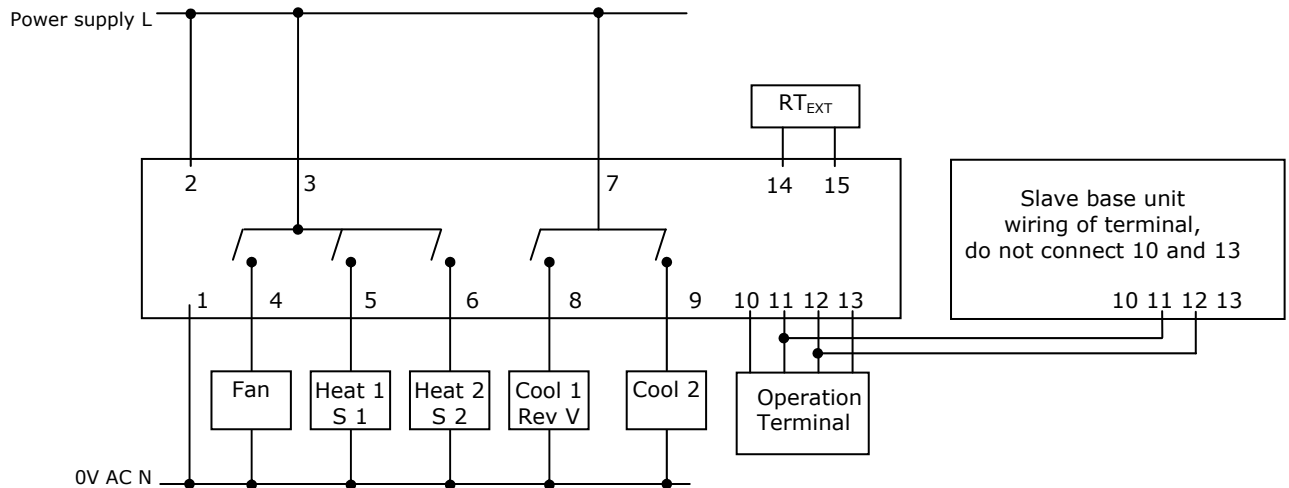 Power supply L
RT_EXT
2 3 7 14 15
Slave base unit
wiring of terminal,
do not connect 10 and 13
1 4 5 6 8 9 10 11 12 13
10 11 12 13
Fan
Heat 1
S 1
Heat 2
S 2
Cool 1
Rev V
Cool 2
Operation
Terminal
0V AC N